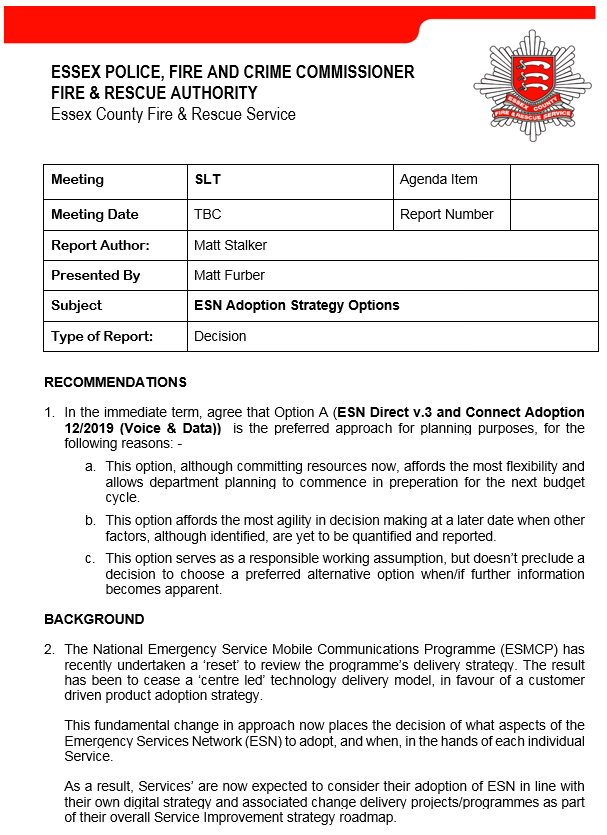 ESSEX POLICE, FIRE AND CRIME COMMISSIONER
FIRE & RESCUE AUTHORITY
Essex County Fire & Rescue Service
ESSEX COUNTY
FIRE & RESCUE SERVICE
Meeting SLT Agenda Item
Meeting Date TBC Report Number
Report Author: Matt Stalker
Presented By Matt Furber
Subject ESN Adoption Strategy Options
Type of Report: Decision
RECOMMENDATIONS
1. In the immediate term, agree that Option A (ESN Direct v.3 and Connect Adoption
12/2019 (Voice & Data)) is the preferred approach for planning purposes, for the
following reasons: -
a. This option, although committing resources now, affords the most flexibility and
allows department planning to commence in preperation for the next budget
cycle.
b. This option affords the most agility in decision making at a later date when other
factors, although identified, are yet to be quantified and reported.
c. This option serves as a responsible working assumption, but doesn't preclude a
decision to choose a preferred alternative option when/if further information
becomes apparent.
BACKGROUND
2. The National Emergency Service Mobile Communications Programme (ESMCP) has
recently undertaken a 'reset' to review the programme's delivery strategy. The result
has been to cease a 'centre led' technology delivery model, in favour of a customer
driven product adoption strategy.
This fundamental change in approach now places the decision of what aspects of the
Emergency Services Network (ESN) to adopt, and when, in the hands of each individual
Service.
As a result, Services' are now expected to consider their adoption of ESN in line with
their own digital strategy and associated change delivery projects/programmes as part
of their overall Service Improvement strategy roadmap.